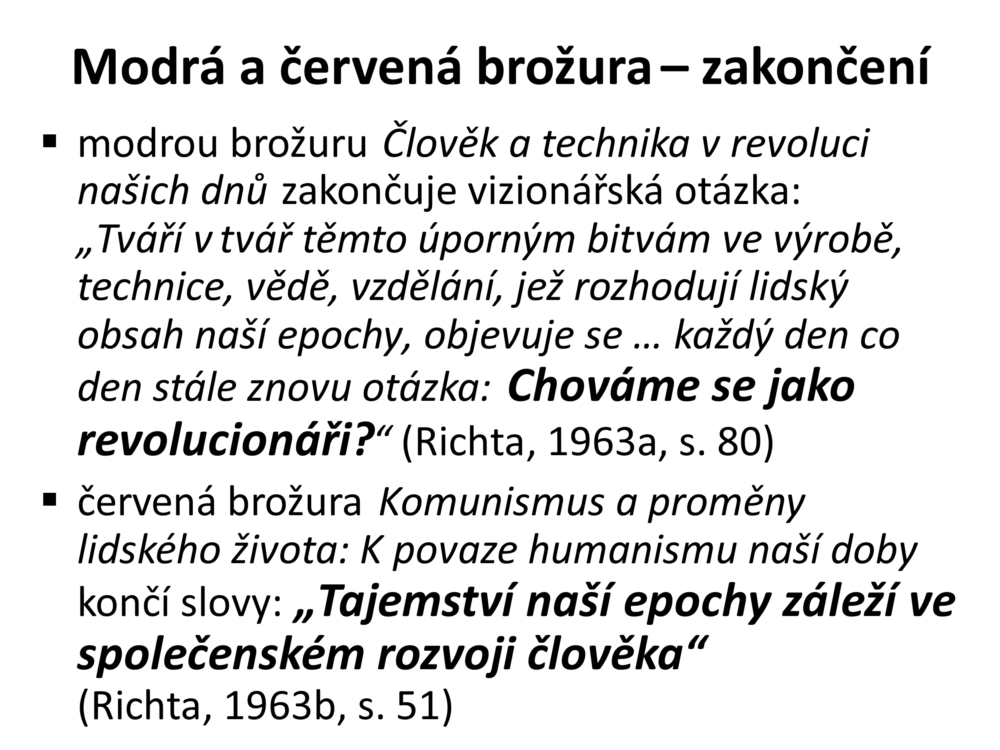 Modrá a červená brožura – zakončení
▪ modrou brožuru Člověk a technika v revoluci
našich dnů zakončuje vizionářská otázka:
„Tváří v tvář těmto úporným bitvám ve výrobě,
technice, vědě, vzdělání, jež rozhodují lidský
obsah naší epochy, objevuje se … každý den co
den stále znovu otázka: Chováme se jako
revolucionáři?“ (Richta, 1963a, s. 80)
▪ červená brožura Komunismus a proměny
lidského života: K povaze humanismu naší doby
končí slovy: „Tajemství naší epochy záleží ve
společenském rozvoji člověka“
(Richta, 1963b, s. 51)